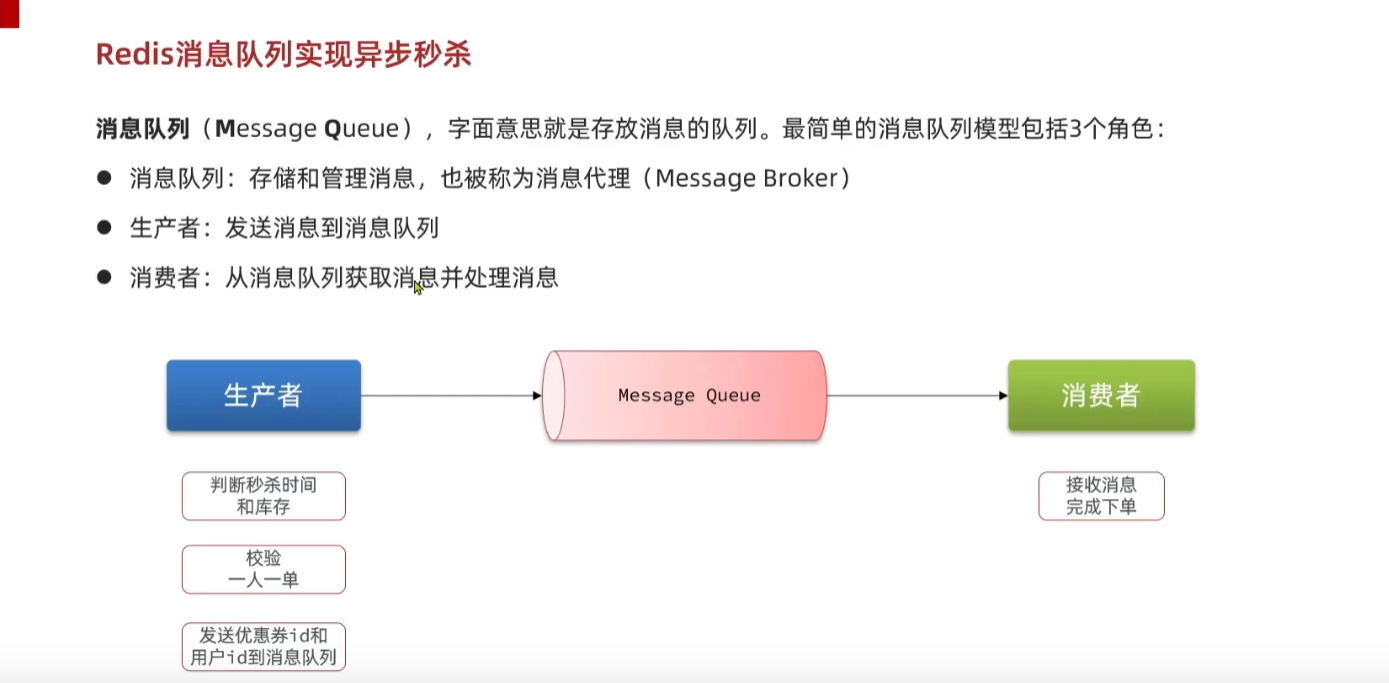 Redis消息队列实现异步秒杀
消息队列（Message Queue），字面意思就是存放消息的队列。最简单的消息队列模型包括3个角色：
● 消息队列：存储和管理消息，也被称为消息代理（Message Broker）
● 生产者：发送消息到消息队列
● 消费者：从消息队列获取消息并处理消息
生产者
Message Queue
消费者
判断秒杀时间
和库存
接收消息
完成下单
校验
一人一单
发送优惠券id和
用户id到消息队列